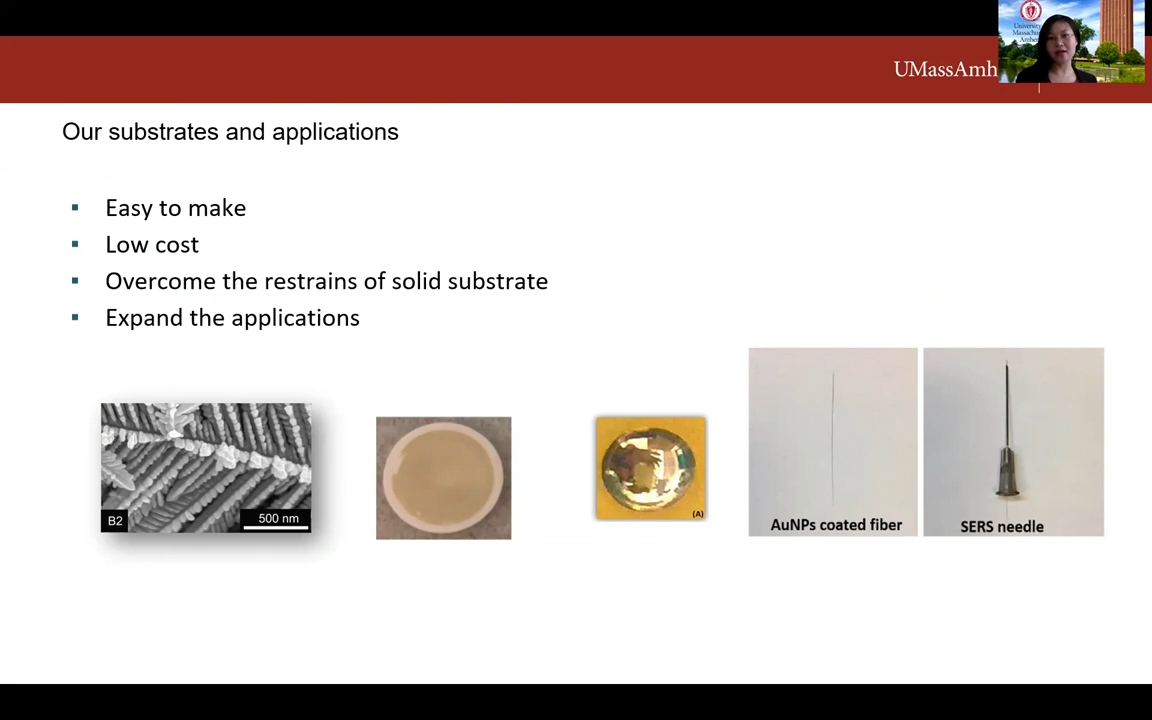 University
UMassAmh
Our substrates and applications
▪ Easy to make
▪ Low cost
▪ Overcome the restrains of solid substrate
▪ Expand the applications
B2
500 nm
(A)
AuNPs coated fiber
SERS needle